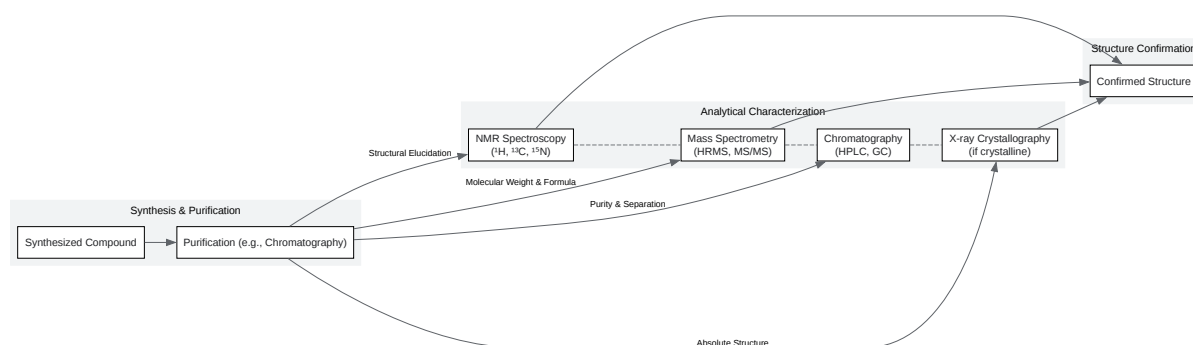 Structure Confirmation
Confirmed Structure
Analytical Characterization
NMR Spectroscopy
(¹H, ¹³C, ¹⁵N)
Mass Spectrometry
(HRMS, MS/MS)
Chromatography
(HPLC, GC)
X-ray Crystallography
(if crystalline)
Structural Elucidation
Molecular Weight & Formula
Purity & Separation
Synthesis & Purification
Synthesized Compound
Purification (e.g., Chromatography)
Absolute Structure